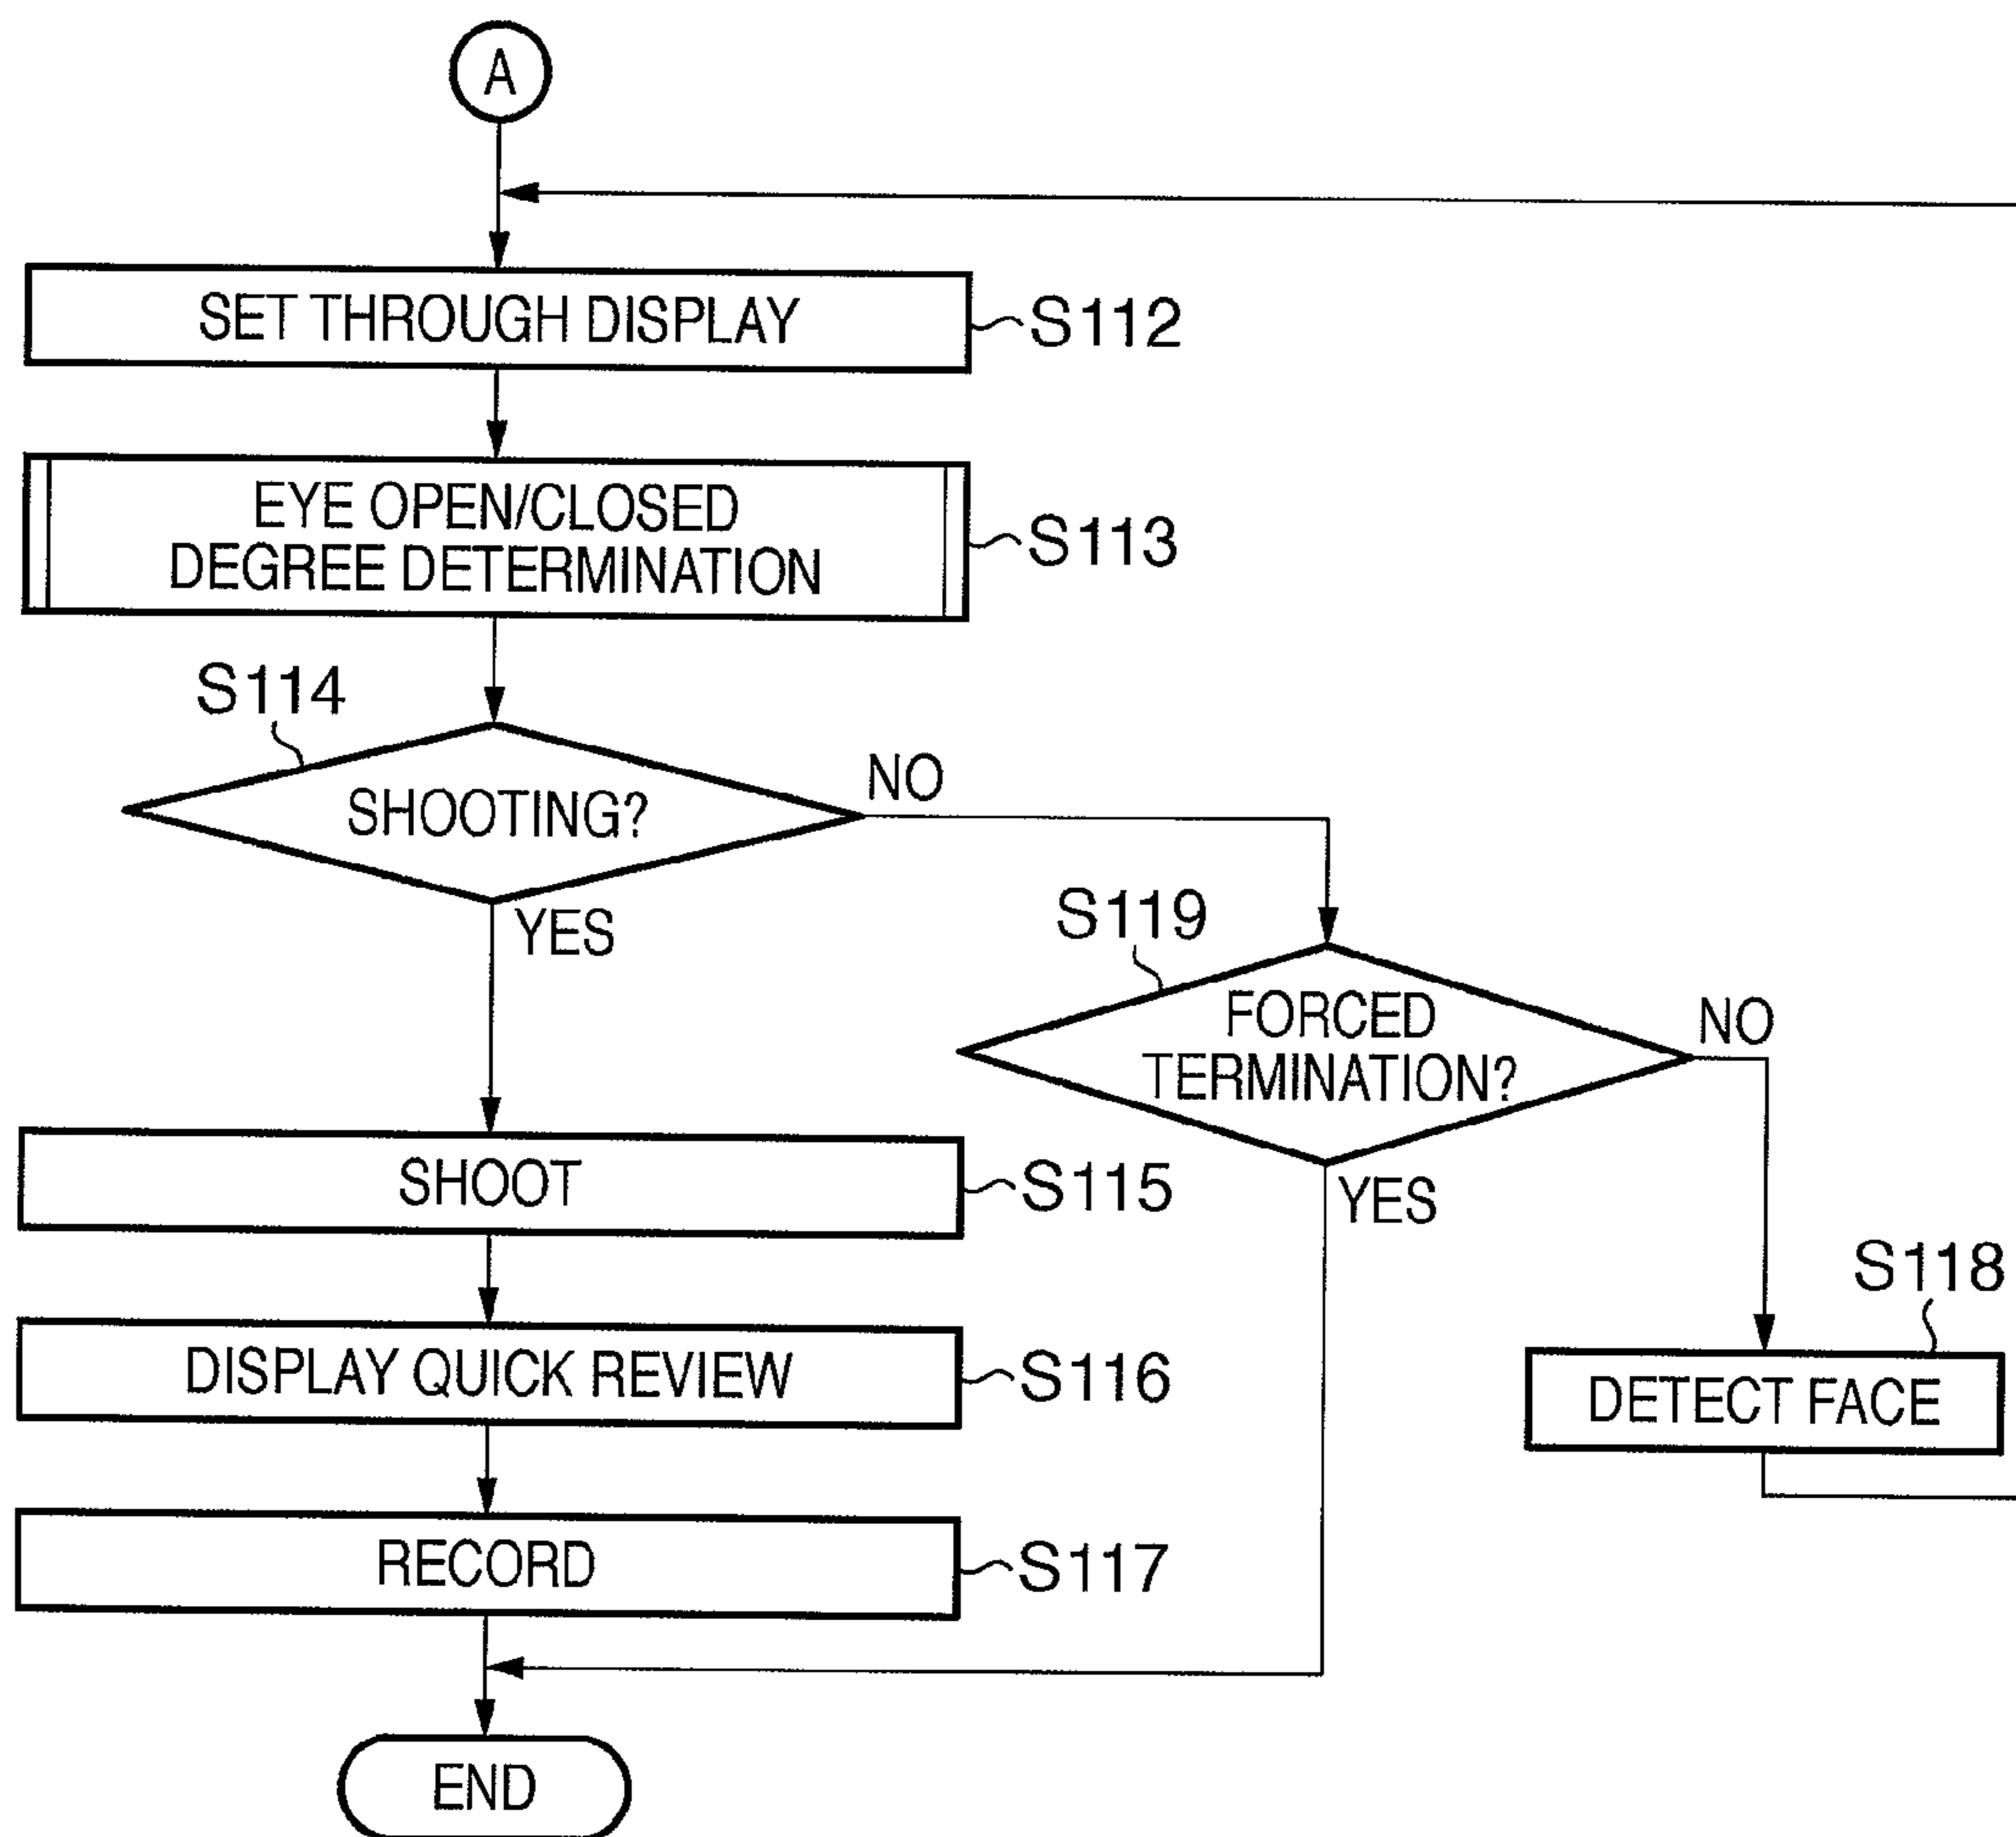 A
SET THROUGH DISPLAY
S112
EYE OPEN/CLOSED
DEGREE DETERMINATION
S113
S114
SHOOTING?
NO
YES
S119
FORCED
TERMINATION?
NO
YES
SHOOT
S115
S118
DETECT FACE
DISPLAY QUICK REVIEW
S116
RECORD
S117
END